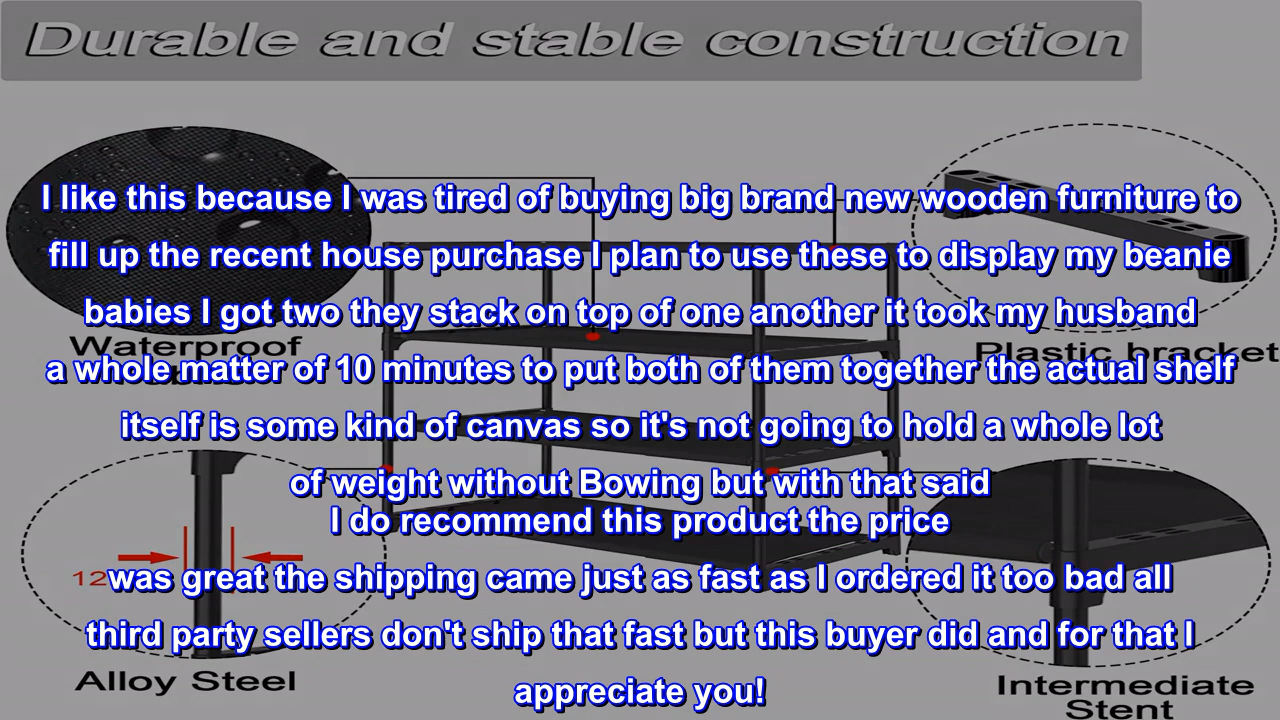 Durable and stable construction
I like this because I was tired of buying big brand new wooden furniture to
fill up the recent house purchase I plan to use these to display my beanie
babies I got two they stack on top of one another it took my husband
Waterproof
Plastic bracket
a whole matter of 10 minutes to put both of them together the actual shelf
itself is some kind of canvas so it's not going to hold a whole lot
of weight without Bowing but with that said
I do recommend this product the price
12
was great the shipping came just as fast as I ordered it too bad all
third party sellers don't ship that fast but this buyer did and for that I
Alloy Steel
appreciate you!
Intermediate
Stent